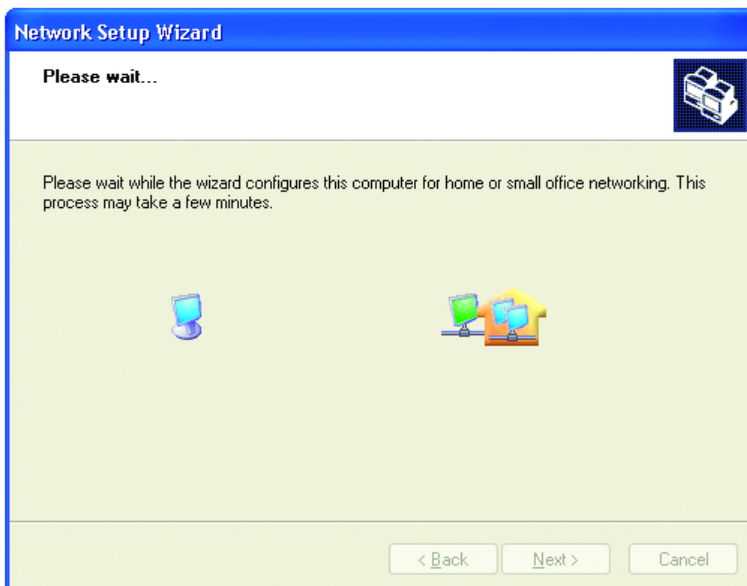 Network Setup Wizard
Please wait...
Please wait while the wizard configures this computer for home or small office networking. This
process may take a few minutes.
< Back
Next >
Cancel